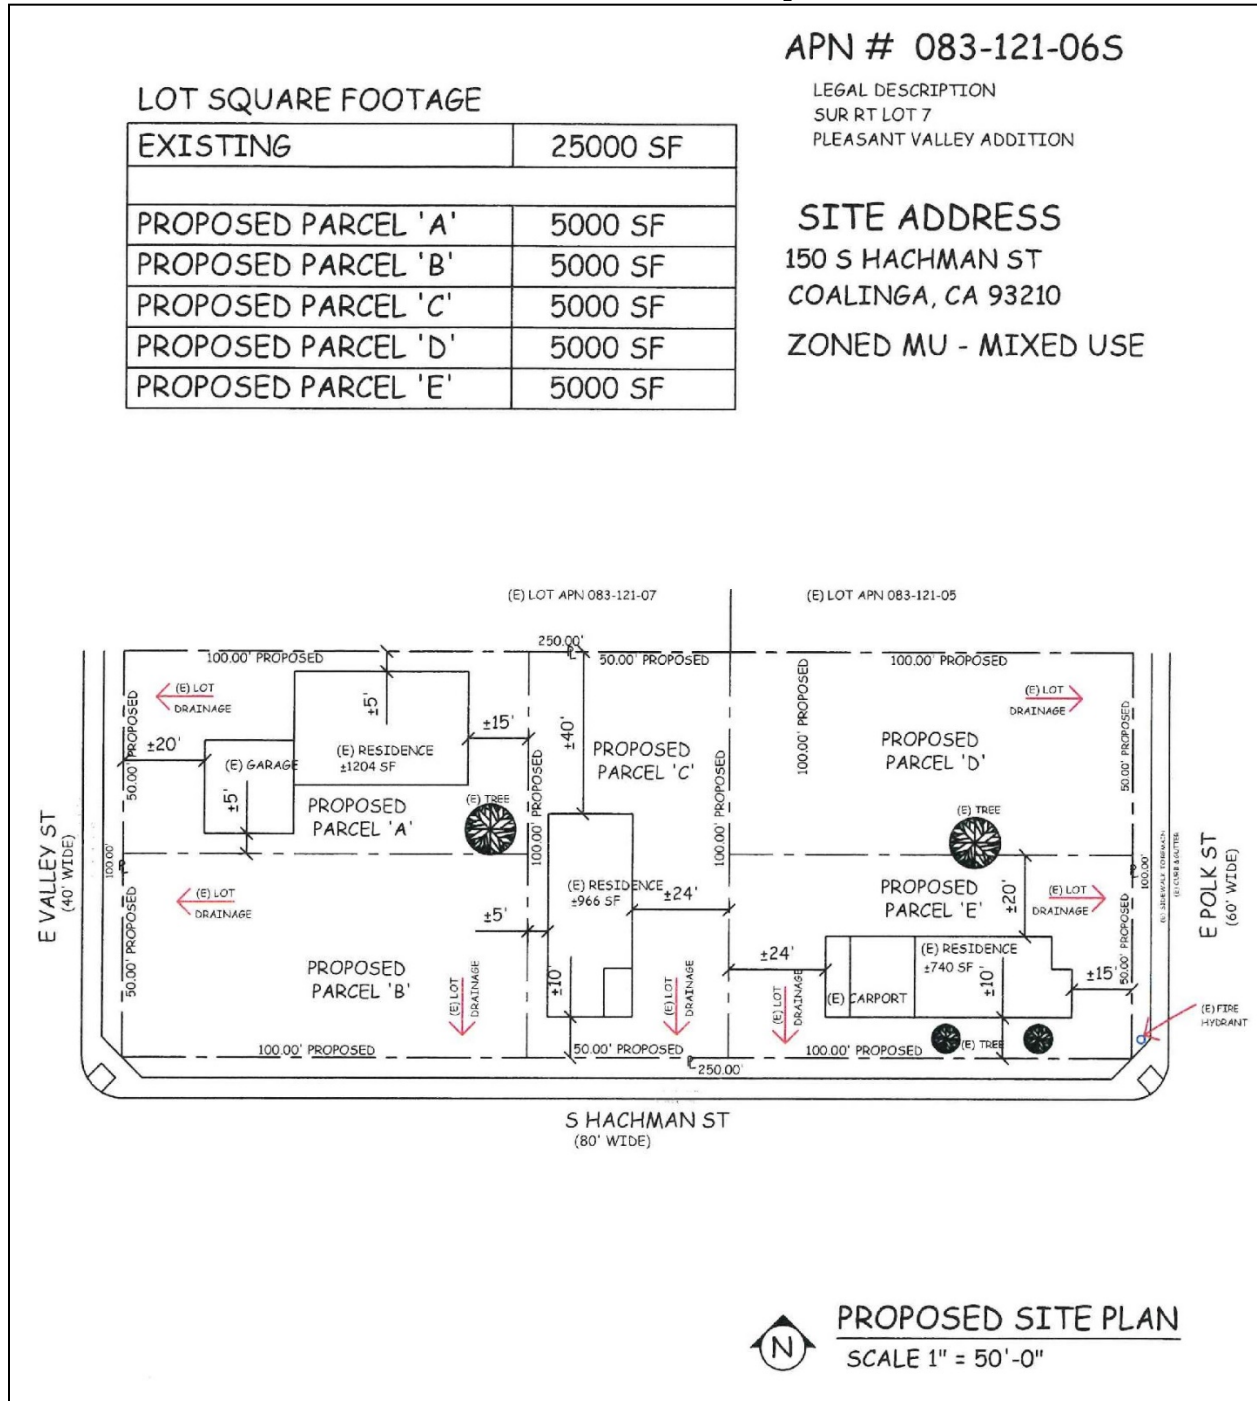 APN # 083-121-06S
LEGAL DESCRIPTION
SUR RT LOT 7
PLEASANT VALLEY ADDITION
LOT SQUARE FOOTAGE
EXISTING 25000 SF
PROPOSED PARCEL 'A' 5000 SF
PROPOSED PARCEL 'B' 5000 SF
PROPOSED PARCEL 'C' 5000 SF
PROPOSED PARCEL 'D' 5000 SF
PROPOSED PARCEL 'E' 5000 SF
SITE ADDRESS
150 S HACHMAN ST
COALINGA, CA 93210
ZONED MU - MIXED USE
(E) LOT APN 083-121-07
(E) LOT APN 083-121-05
250.00'
100.00' PROPOSED
50.00' PROPOSED
100.00' PROPOSED
(E) LOT
DRAINAGE
±5'
±15'
±40'
100.00' PROPOSED
(E) LOT
DRAINAGE
50.00' PROPOSED
50.00' PROPOSED
±20'
(E) GARAGE
(E) RESIDENCE
±1204 SF
PROPOSED
PARCEL 'C'
PROPOSED
PARCEL 'D'
±5'
PROPOSED
PARCEL 'A'
(E) TREE
100.00' PROPOSED
100.00' PROPOSED
(E) TREE
E VALLEY ST
(40' WIDE)
100.00'
PL
100.00'
PL
(E) CURB & GUTTER
E POLK ST
(60' WIDE)
(E) LOT
DRAINAGE
(E) RESIDENCE
±966 SF
±24'
PROPOSED
PARCEL 'E'
±20'
(E) LOT
DRAINAGE
50.00' PROPOSED
50.00' PROPOSED
±5'
PROPOSED
PARCEL 'B'
±10'
(E) LOT
DRAINAGE
(E) LOT
DRAINAGE
±24'
(E) LOT
DRAINAGE
(E) CARPORT
(E) RESIDENCE
±740 SF
±10'
±15'
(E) FIRE
HYDRANT
(E) TREE
100.00' PROPOSED
50.00' PROPOSED
100.00' PROPOSED
PL
250.00'
PL
S HACHMAN ST
(80' WIDE)
N
PROPOSED SITE PLAN
SCALE 1" = 50'-0"